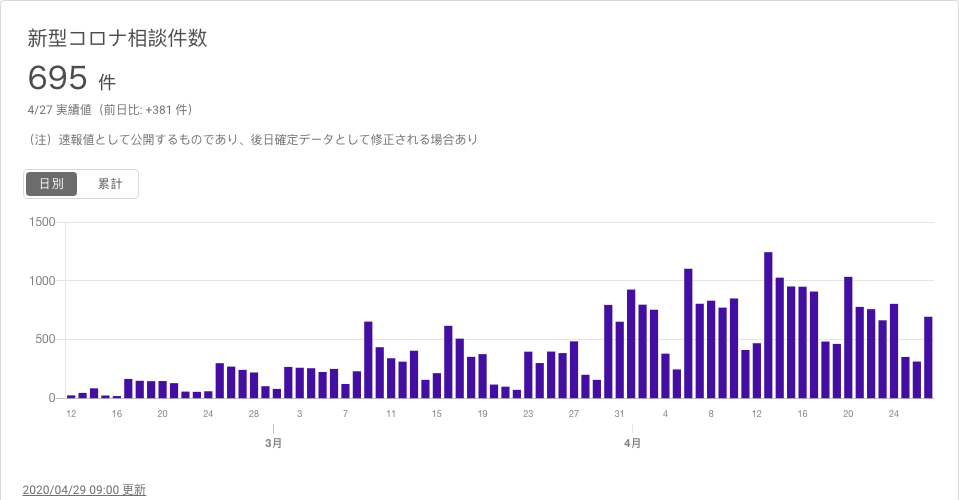 新型コロナ相談件数
695 件
4/27 実績値（前日比: +381 件）
（注）速報値として公開するものであり、後日確定データとして修正される場合あり
日別 累計
1500
1000
500
0
12 16 20 24 28 3 7 11 15 19 23 27 31 4 8 12 16 20 24
3月 4月
2020/04/29 09:00 更新